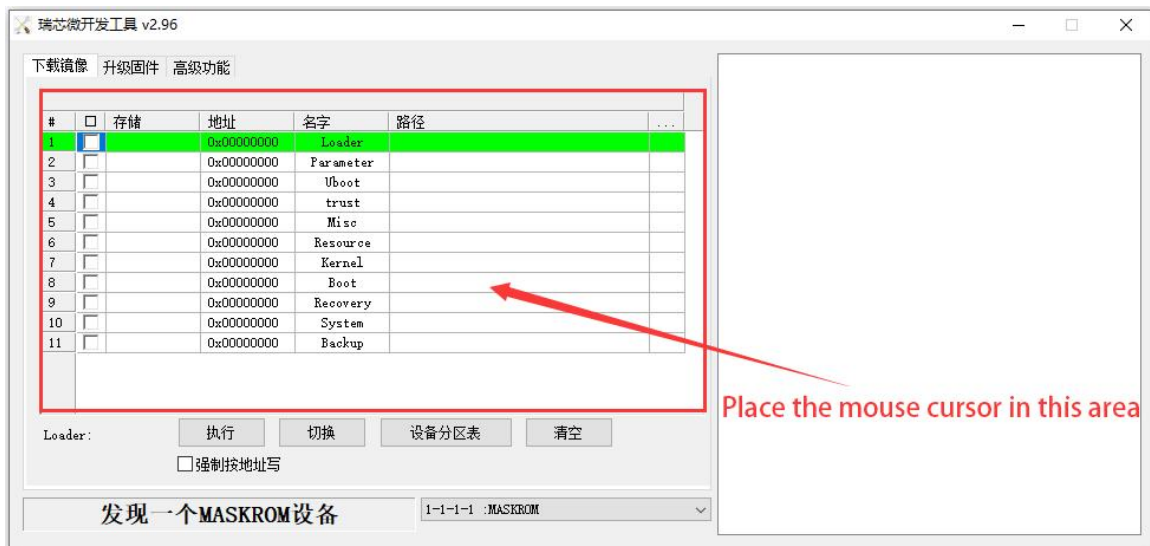 瑞芯微开发工具 v2.96
下载镜像 升级固件 高级功能
# 存储 地址 名字 路径 ...
1 0x00000000 Loader
2 0x00000000 Parameter
3 0x00000000 Uboot
4 0x00000000 trust
5 0x00000000 Misc
6 0x00000000 Resource
7 0x00000000 Kernel
8 0x00000000 Boot
9 0x00000000 Recovery
10 0x00000000 System
11 0x00000000 Backup
Place the mouse cursor in this area
Loader: 执行 切换 设备分区表 清空
强制按地址写
发现一个MASKROM设备 1-1-1-1 :MASKROM